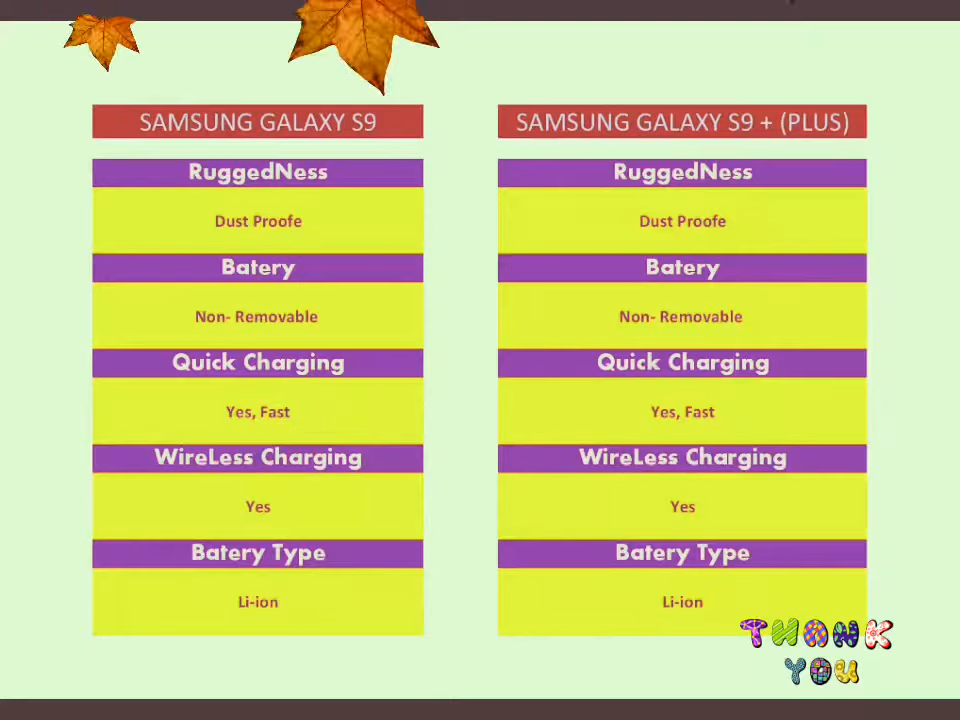 SAMSUNG GALAXY S9
RuggedNess
Dust Proofe
Batery
Non- Removable
Quick Charging
Yes, Fast
WireLess Charging
Yes
Batery Type
Li-ion
SAMSUNG GALAXY S9 + (PLUS)
RuggedNess
Dust Proofe
Batery
Non- Removable
Quick Charging
Yes, Fast
WireLess Charging
Yes
Batery Type
Li-ion
THANK
YOU